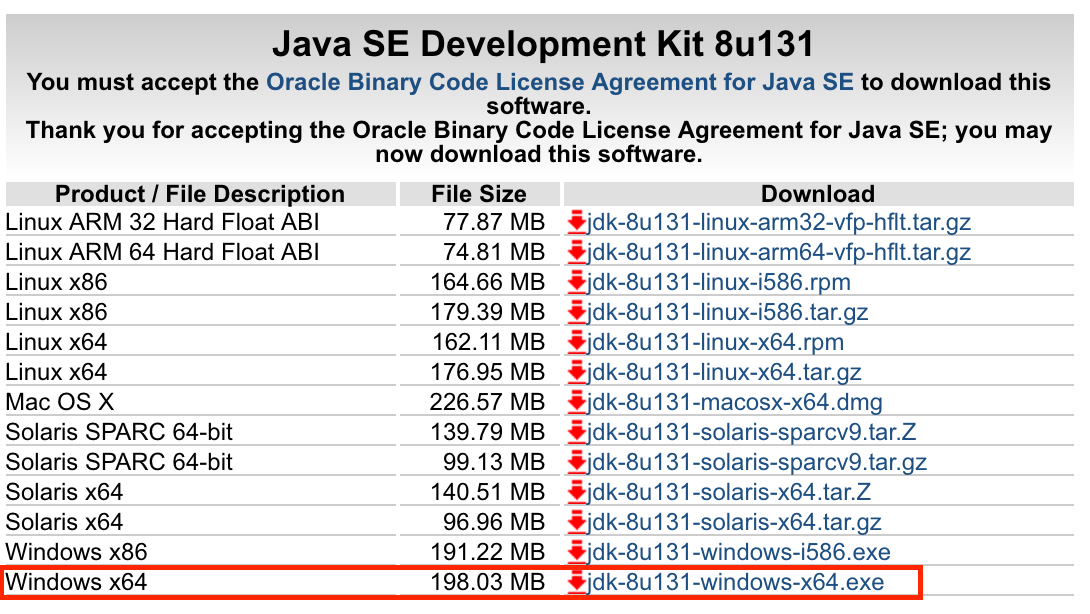 Java SE Development Kit 8u131
You must accept the Oracle Binary Code License Agreement for Java SE to download this
software.
Thank you for accepting the Oracle Binary Code License Agreement for Java SE; you may
now download this software.
Product / File Description File Size Download
Linux ARM 32 Hard Float ABI 77.87 MB jdk-8u131-linux-arm32-vfp-hflt.tar.gz
Linux ARM 64 Hard Float ABI 74.81 MB jdk-8u131-linux-arm64-vfp-hflt.tar.gz
Linux x86 164.66 MB jdk-8u131-linux-i586.rpm
Linux x86 179.39 MB jdk-8u131-linux-i586.tar.gz
Linux x64 162.11 MB jdk-8u131-linux-x64.rpm
Linux x64 176.95 MB jdk-8u131-linux-x64.tar.gz
Mac OS X 226.57 MB jdk-8u131-macosx-x64.dmg
Solaris SPARC 64-bit 139.79 MB jdk-8u131-solaris-sparcv9.tar.Z
Solaris SPARC 64-bit 99.13 MB jdk-8u131-solaris-sparcv9.tar.gz
Solaris x64 140.51 MB jdk-8u131-solaris-x64.tar.Z
Solaris x64 96.96 MB jdk-8u131-solaris-x64.tar.gz
Windows x86 191.22 MB jdk-8u131-windows-i586.exe
Windows x64 198.03 MB jdk-8u131-windows-x64.exe